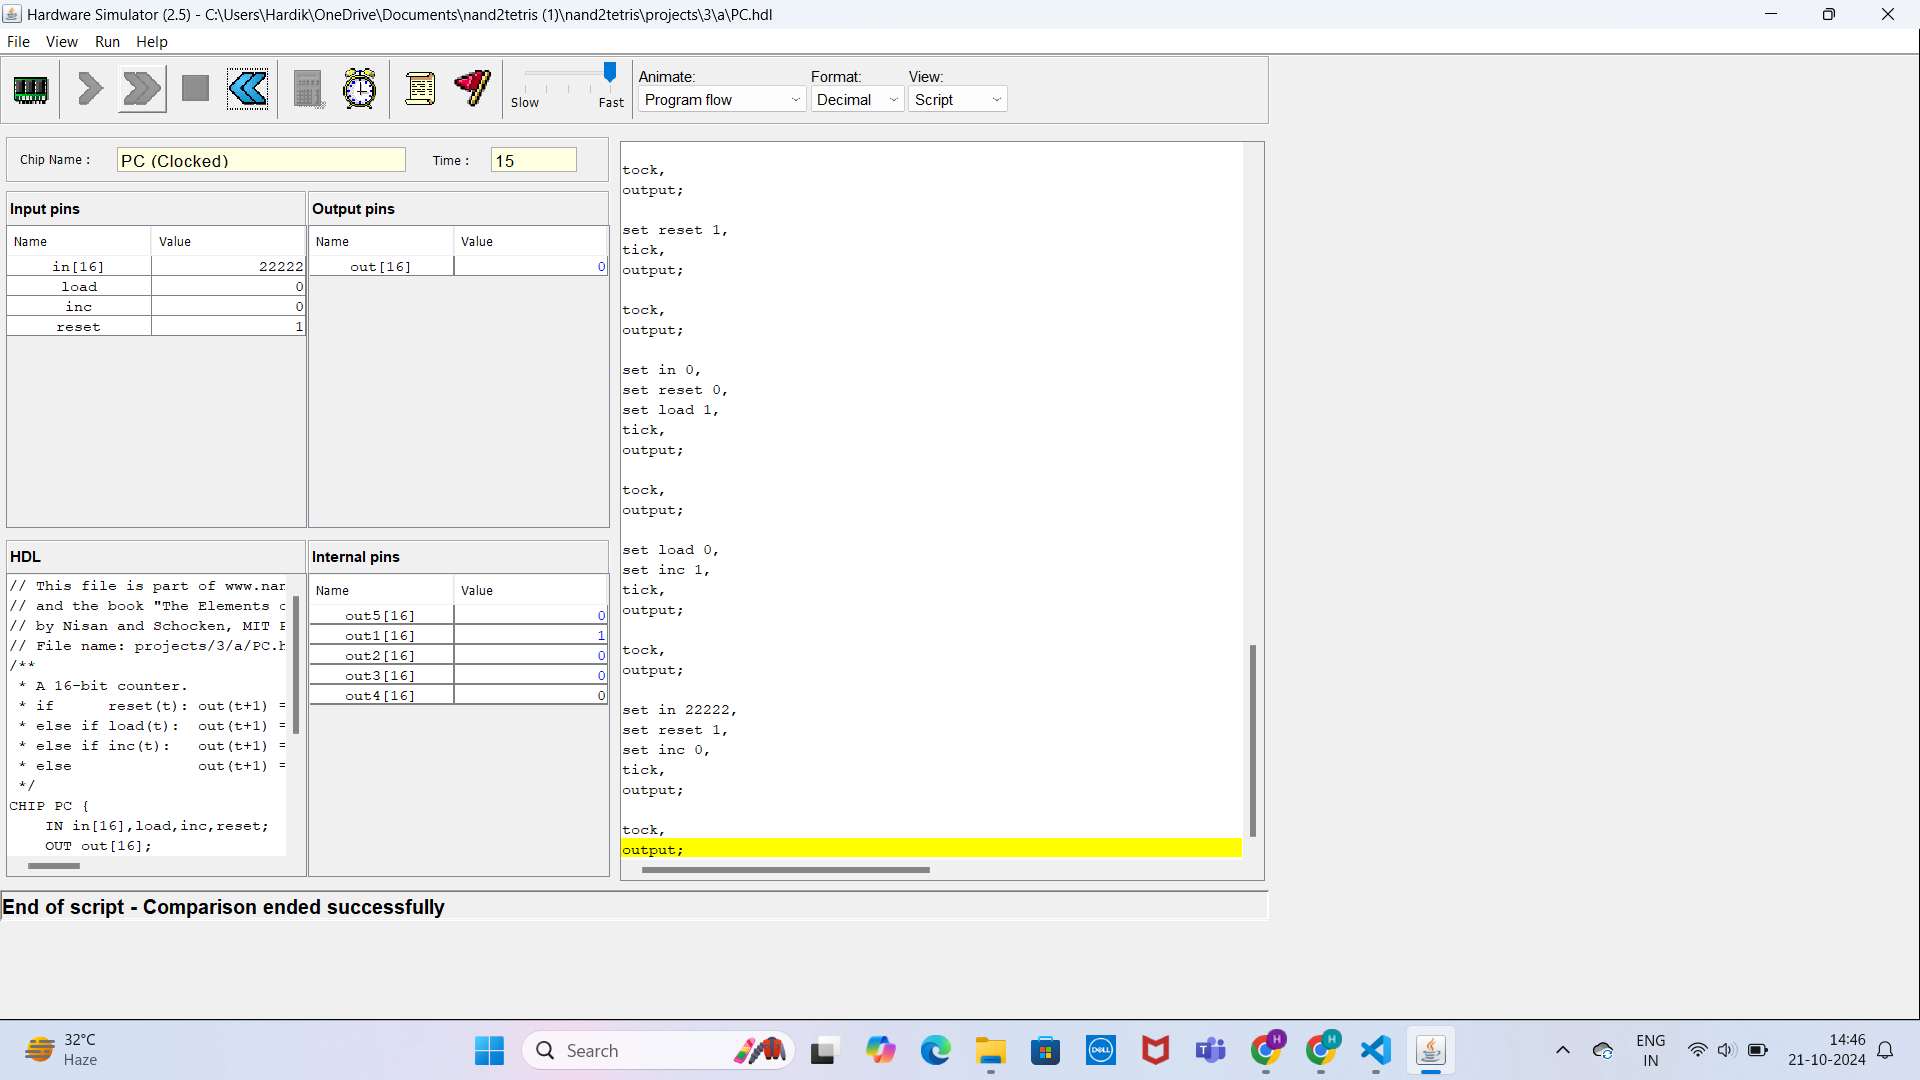 Hardware Simulator (2.5) - C:\Users\Hardik\OneDrive\Documents\nand2tetris (1)\nand2tetris\projects\3\a\PC.hdl
File View Run Help
Slow Fast
Animate: Format: View:
Program flow Decimal Script
Chip Name : PC (Clocked) Time : 15
Input pins
Name Value
in[16] 22222
load 0
inc 0
reset 1
Output pins
Name Value
out[16] 0
HDL
// This file is part of www.nan
// and the book "The Elements o
// by Nisan and Schocken, MIT P
// File name: projects/3/a/PC.h
/**
* A 16-bit counter.
* if reset(t): out(t+1) =
* else if load(t): out(t+1) =
* else if inc(t): out(t+1) =
* else out(t+1) =
*/
CHIP PC {
IN in[16],load,inc,reset;
OUT out[16];
Internal pins
Name Value
out5[16] 0
out1[16] 1
out2[16] 0
out3[16] 0
out4[16] 0
tock,
output;
set reset 1,
tick,
output;
tock,
output;
set in 0,
set reset 0,
set load 1,
tick,
output;
tock,
output;
set load 0,
set inc 1,
tick,
output;
tock,
output;
set in 22222,
set reset 1,
set inc 0,
tick,
output;
tock,
output;
End of script - Comparison ended successfully
32°C
Haze
Search
DELL
H
H
ENG
IN
14:46
21-10-2024